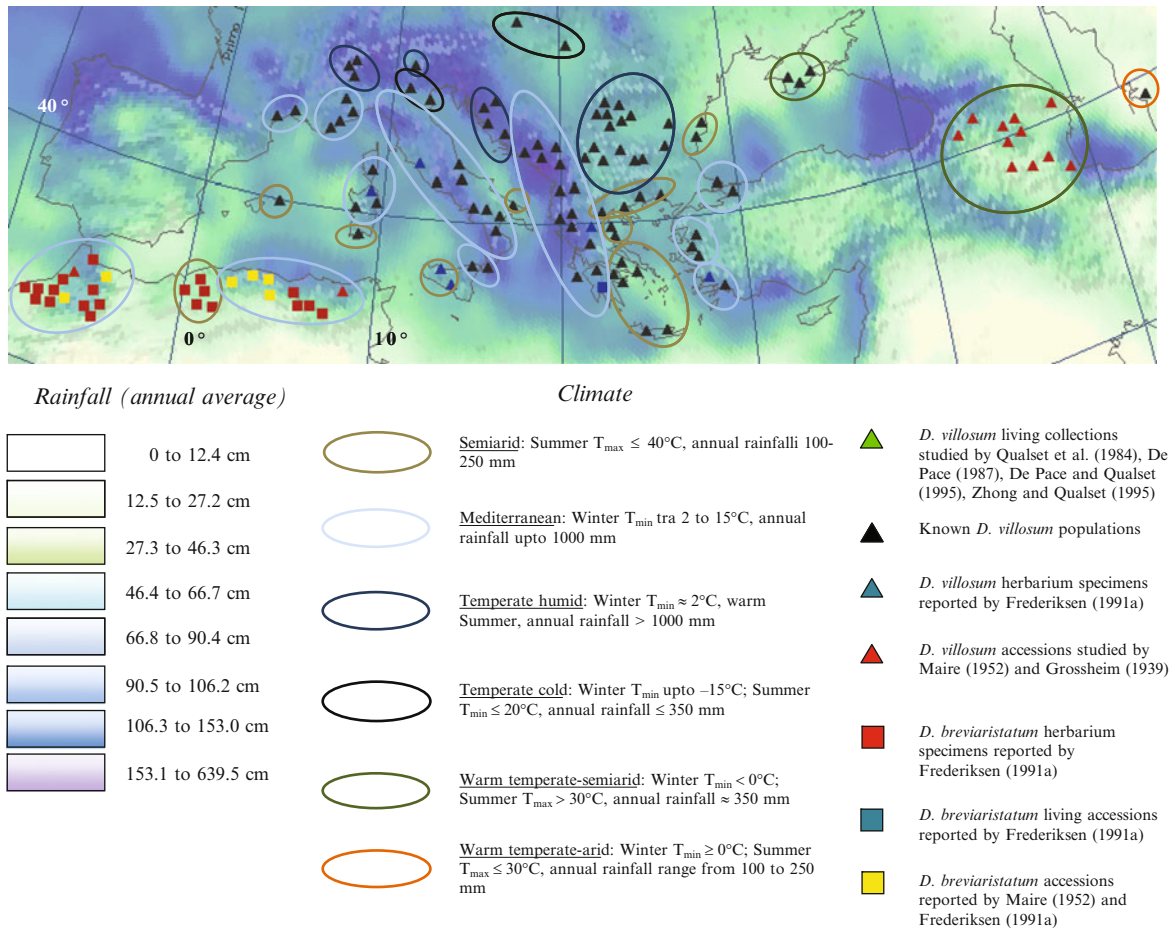 Primo
40°
0°
10°
Rainfall (annual average)
0 to 12.4 cm
12.5 to 27.2 cm
27.3 to 46.3 cm
46.4 to 66.7 cm
66.8 to 90.4 cm
90.5 to 106.2 cm
106.3 to 153.0 cm
153.1 to 639.5 cm
Climate
Semiarid: Summer Tmax ≤ 40°C, annual rainfalli 100-
250 mm
Mediterranean: Winter Tmin tra 2 to 15°C, annual
rainfall upto 1000 mm
Temperate humid: Winter Tmin ≈ 2°C, warm
Summer, annual rainfall > 1000 mm
Temperate cold: Winter Tmin upto –15°C; Summer
Tmin ≤ 20°C, annual rainfall ≤ 350 mm
Warm temperate-semiarid: Winter Tmin < 0°C;
Summer Tmax > 30°C, annual rainfall ≈ 350 mm
Warm temperate-arid: Winter Tmin ≥ 0°C; Summer
Tmax ≤ 30°C, annual rainfall range from 100 to 250
mm
D. villosum living collections
studied by Qualset et al. (1984), De
Pace (1987), De Pace and Qualset
(1995), Zhong and Qualset (1995)
Known D. villosum populations
D. villosum herbarium specimens
reported by Frederiksen (1991a)
D. villosum accessions studied by
Maire (1952) and Grossheim (1939)
D. breviaristatum herbarium
specimens reported by
Frederiksen (1991a)
D. breviaristatum living accessions
reported by Frederiksen (1991a)
D. breviaristatum accessions
reported by Maire (1952) and
Frederiksen (1991a)